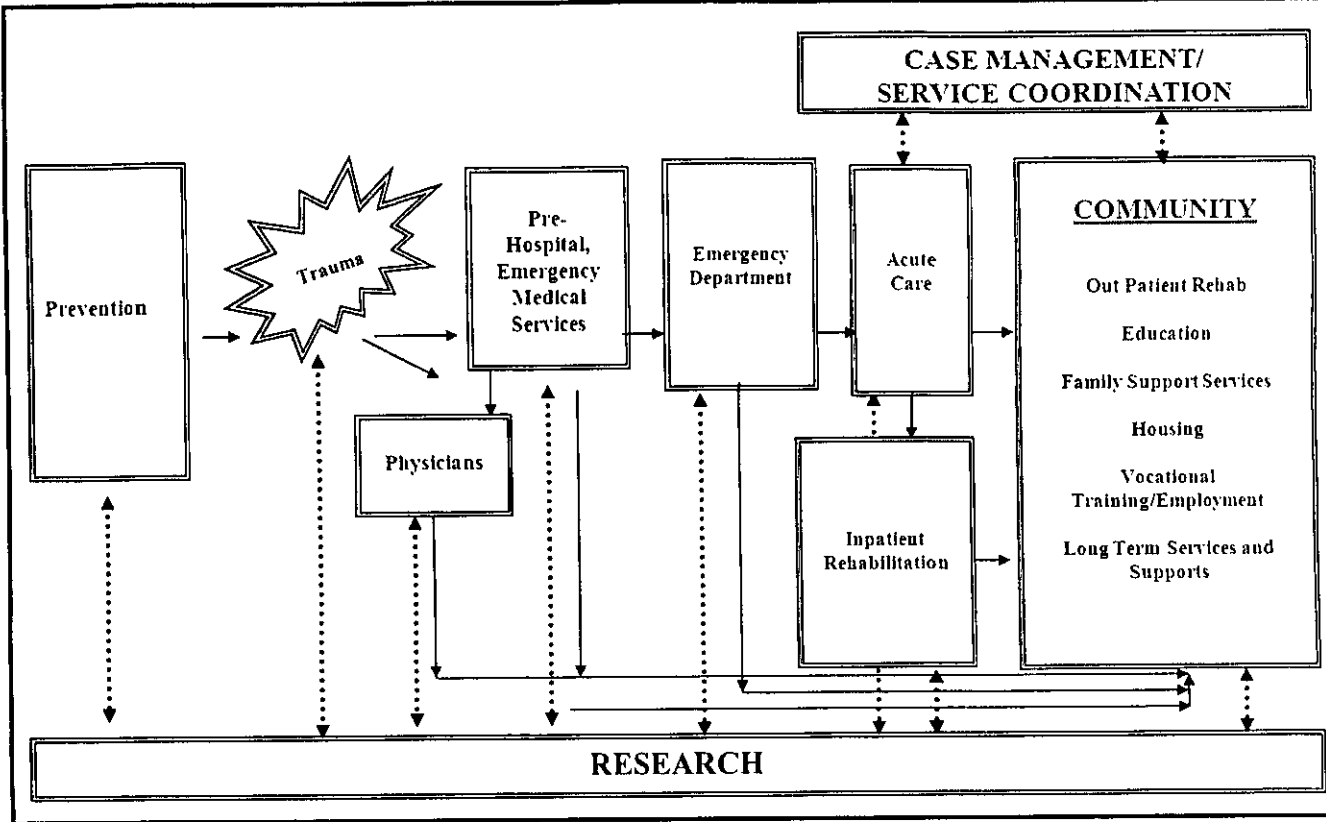 CASE MANAGEMENT/
SERVICE COORDINATION
Prevention
Trauma
Pre-
Hospital,
Emergency
Medical
Services
Physicians
Emergency
Department
Acute
Care
Inpatient
Rehabilitation
COMMUNITY
Out Patient Rehab
Education
Family Support Services
Housing
Vocational
Training/Employment
Long Term Services and
Supports
RESEARCH